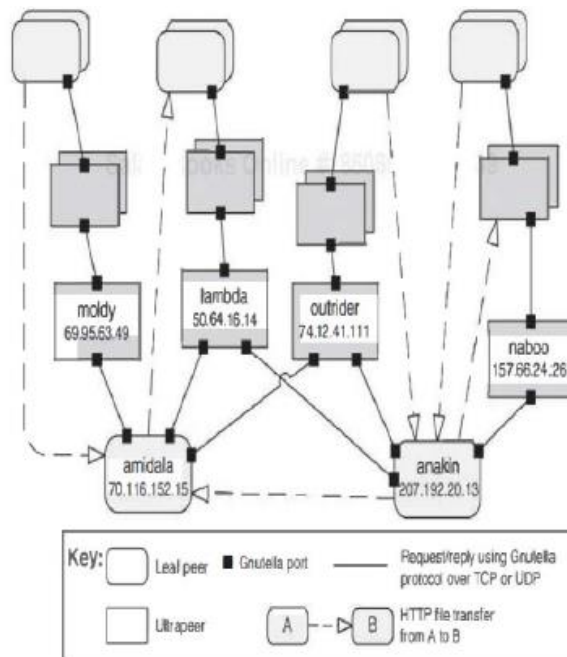 moldy
69.95.63.49
lambda
50.64.16.14
outrider
74.12.41.111
naboo
157.66.24.26
amidala
70.116.152.15
anakin
207.192.20.13
Key:
Leaf peer
Gnutella port
Request/reply using Gnutella
protocol over TCP or UDP
Ultrapeer
A
B
HTTP file transfer
from A to B